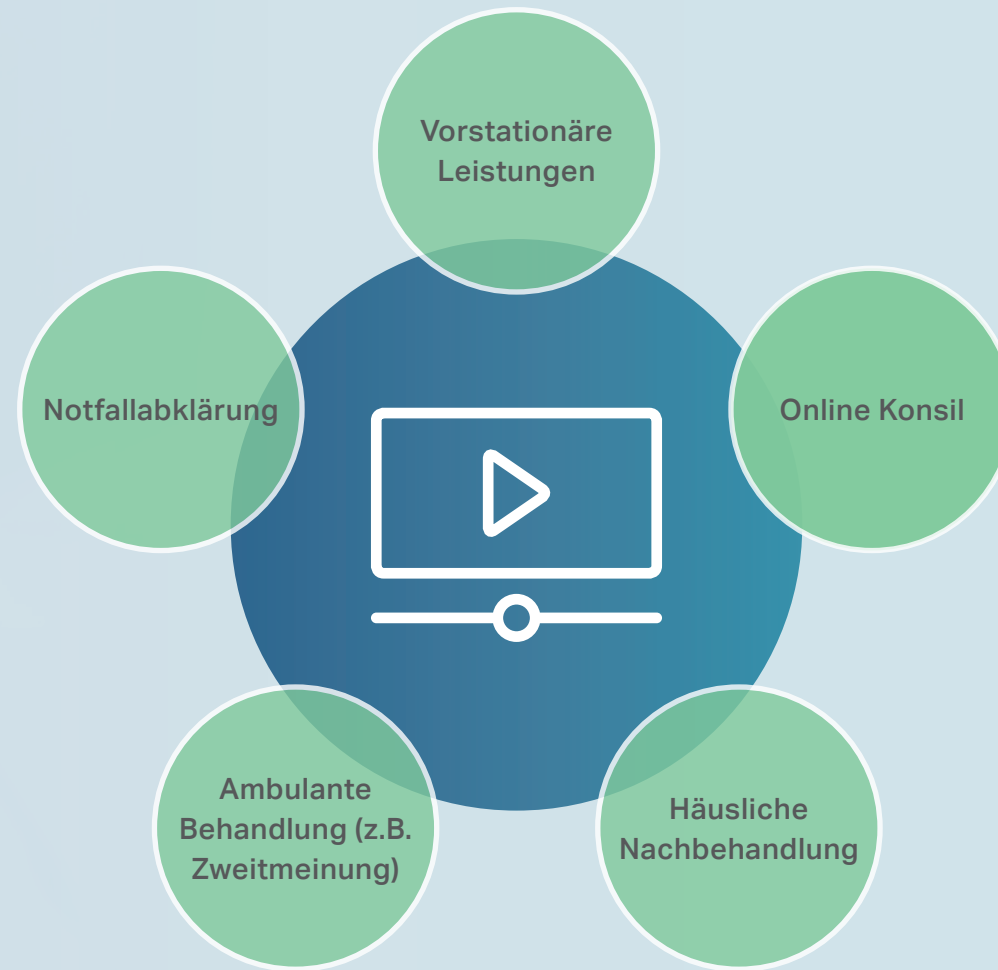 Vorstationäre
Leistungen
Notfallabklärung
Online Konsil
Ambulante
Behandlung (z.B.
Zweitmeinung)
Häusliche
Nachbehandlung